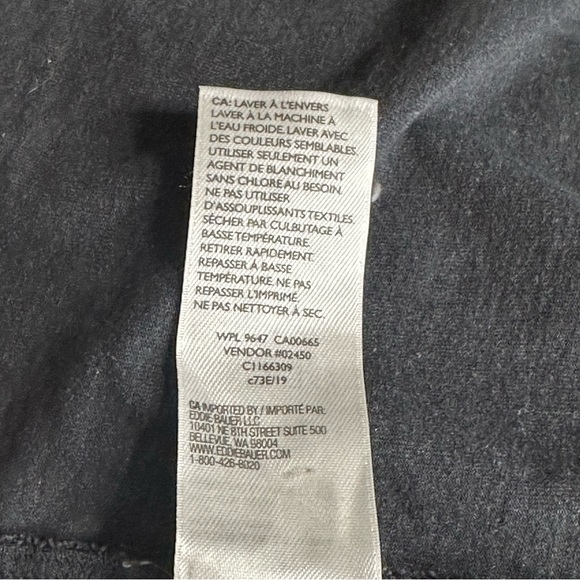 CA: LAVER À L'ENVERS
LAVER À LA MACHINE À
L'EAU FROIDE. LAVER AVEC
DES COULEURS SEMBLABLES.
UTILISER SEULEMENT UN
AGENT DE BLANCHIMENT
SANS CHLORE AU BESOIN.
NE PAS UTILISER
D'ASSOUPLISSANTS TEXTILES.
SÉCHER PAR CULBUTAGE À
BASSE TEMPÉRATURE.
RETIRER RAPIDEMENT.
REPASSER À BASSE
TEMPÉRATURE. NE PAS
REPASSER L'IMPRIMÉ.
NE PAS NETTOYER À SEC.
WPL 9647 CA00665
VENDOR #02450
C1166309
c73E/19
CA IMPORTED BY / IMPORTÉ PAR:
EDDIE BAUER LLC
10401 NE 8TH STREET SUITE 500
BELLEVUE, WA 98004
WWW.EDDIEBAUER.COM
1-800-426-8020